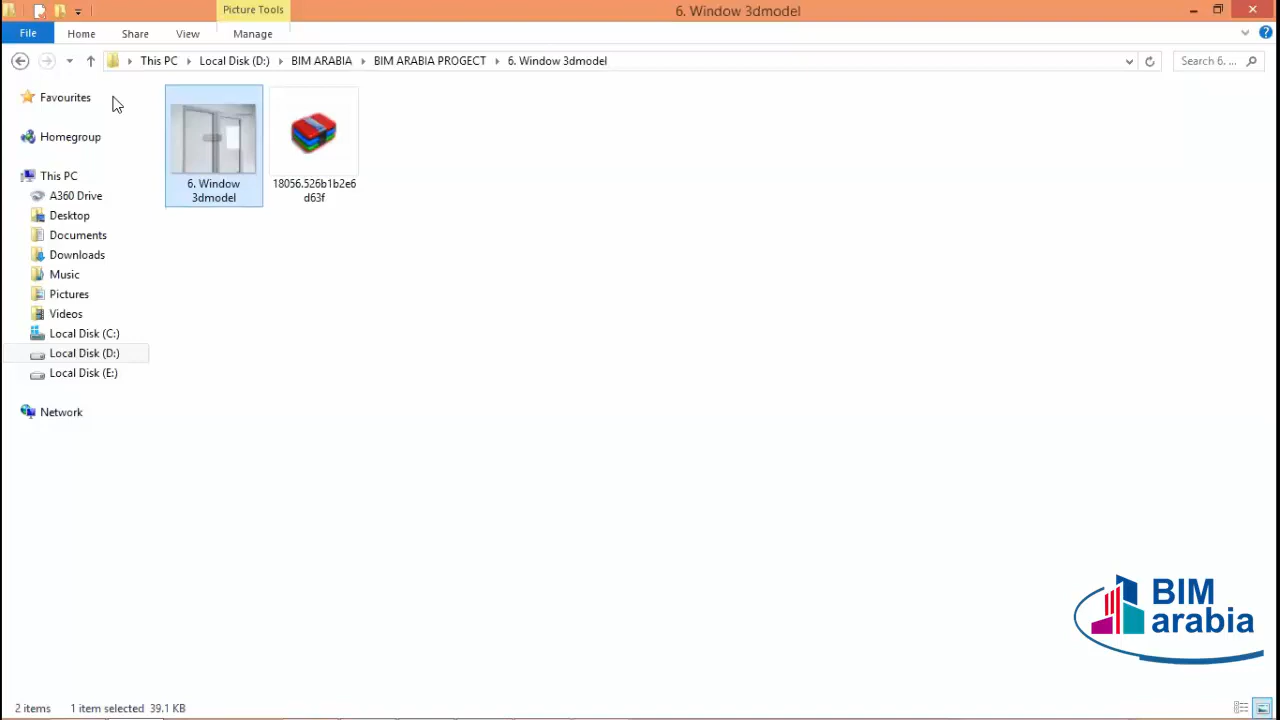 Picture Tools
6. Window 3dmodel
File
Home
Share
View
Manage
This PC
Local Disk (D:)
BIM ARABIA
BIM ARABIA PROGECT
6. Window 3dmodel
Search 6. ...
Favourites
Homegroup
This PC
A360 Drive
Desktop
Documents
Downloads
Music
Pictures
Videos
Local Disk (C:)
Local Disk (D:)
Local Disk (E:)
Network
6. Window
3dmodel
18056.526b1b2e6
d63f
BIM
arabia
2 items
1 item selected 39.1 KB